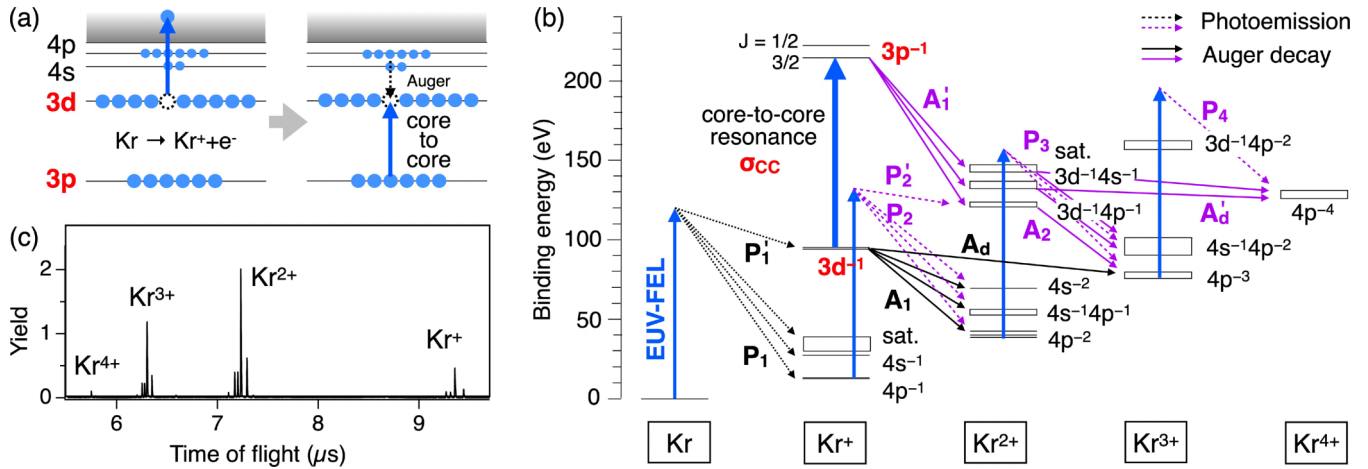 (a)
4p
4s
3d
3p
Kr → Kr⁺+e⁻
Auger
core
to
core
(c)
Yield
2
1
0
Kr⁴⁺
Kr³⁺
Kr²⁺
Kr⁺
6
7
8
9
Time of flight (μs)
(b)
Binding energy (eV)
200
150
100
50
0
J = 1/2
3/2
3p⁻¹
core-to-core
resonance
σCC
EUV-FEL
P₁′
P₁
3d⁻¹
sat.
4s⁻¹
4p⁻¹
A₁′
P₂′
P₂
A_d
A₁
P₃
sat.
3d⁻¹4s⁻¹
3d⁻¹4p⁻¹
A₂
4s⁻²
4s⁻¹4p⁻¹
4p⁻²
P₄
3d⁻¹4p⁻²
A_d′
4s⁻¹4p⁻²
4p⁻³
4p⁻⁴
Photoemission
Auger decay
Kr
Kr⁺
Kr²⁺
Kr³⁺
Kr⁴⁺